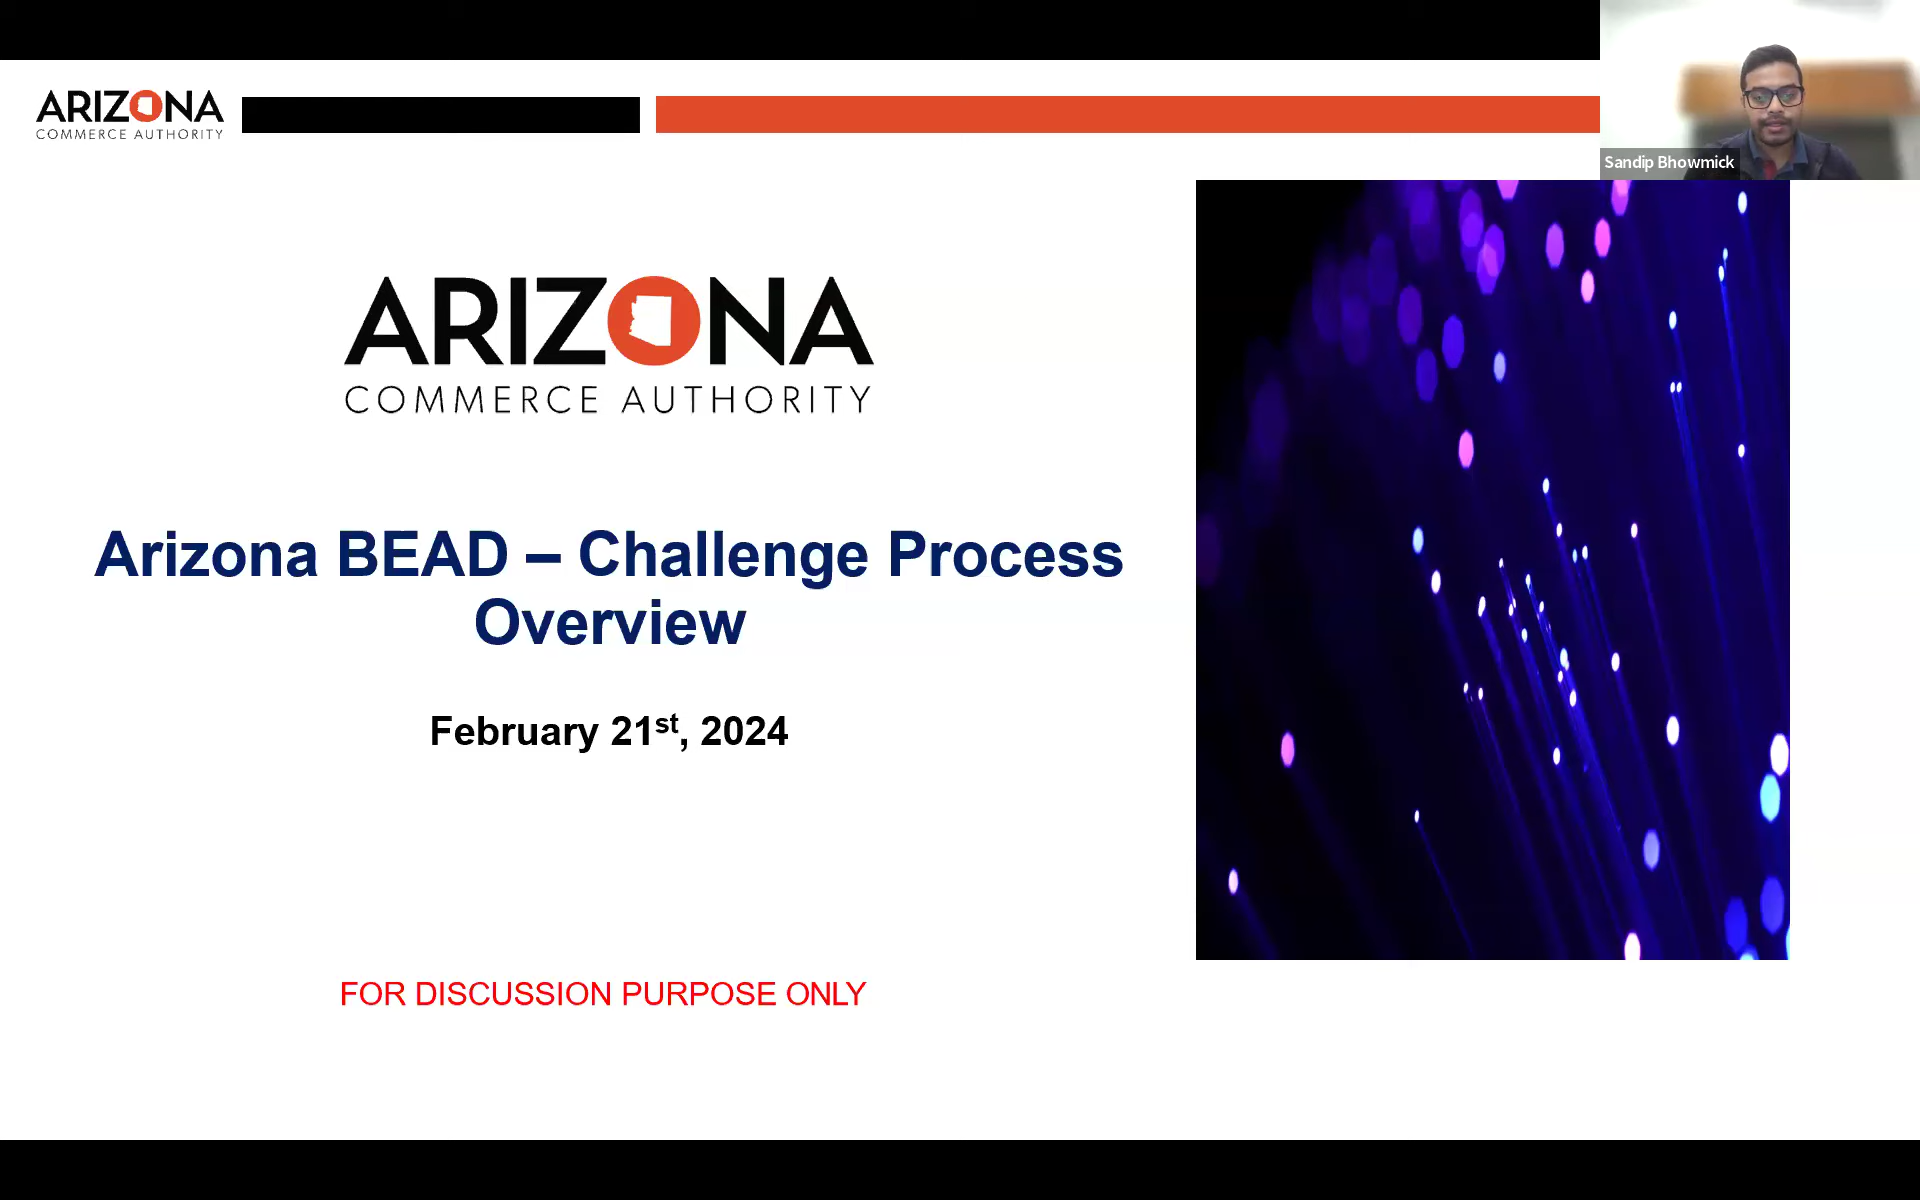 ARIZONA
COMMERCE AUTHORITY
Sandip Bhowmick
ARIZONA
COMMERCE AUTHORITY
Arizona BEAD – Challenge Process
Overview
February 21st, 2024
FOR DISCUSSION PURPOSE ONLY